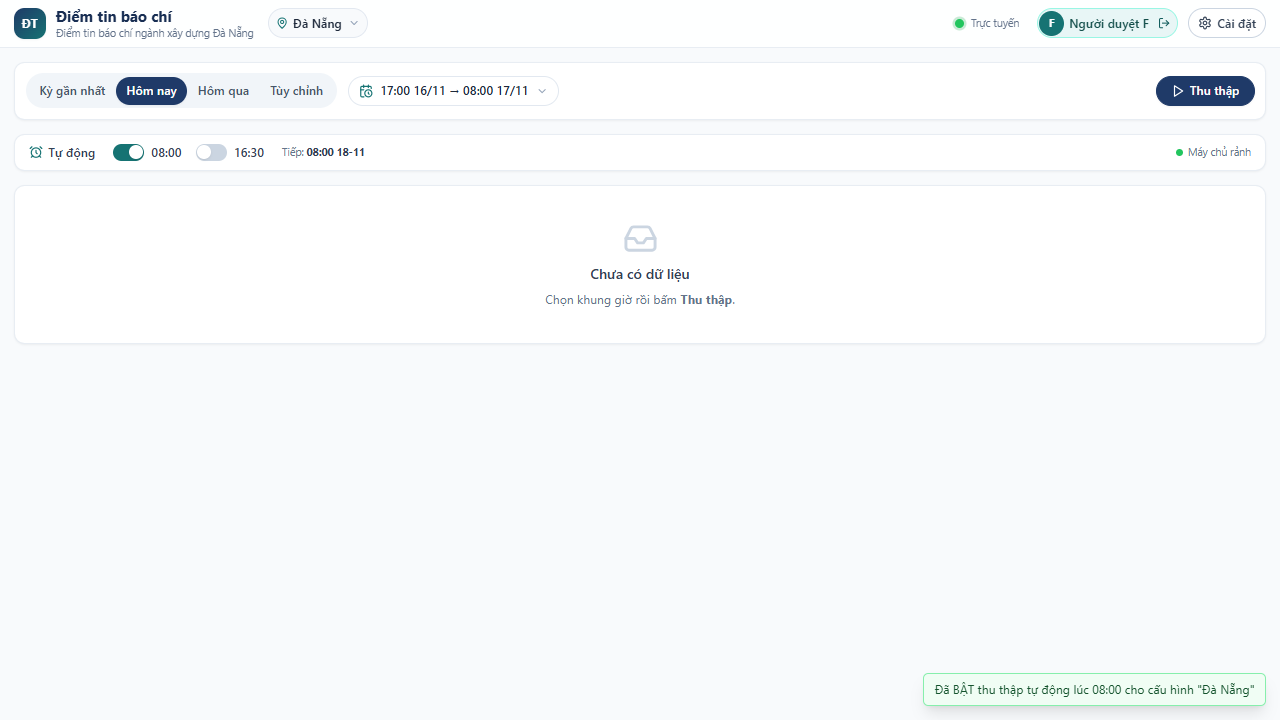 ĐT
Điểm tin báo chí
Điểm tin báo chí ngành xây dựng Đà Nẵng
Đà Nẵng
Trực tuyến
F
Người duyệt F
Cài đặt
Kỳ gần nhất
Hôm nay
Hôm qua
Tùy chỉnh
17:00 16/11 → 08:00 17/11
Thu thập
Tự động
08:00
16:30
Tiếp: 08:00 18-11
Máy chủ rảnh
Chưa có dữ liệu
Chọn khung giờ rồi bấm Thu thập.
Đã BẬT thu thập tự động lúc 08:00 cho cấu hình "Đà Nẵng"